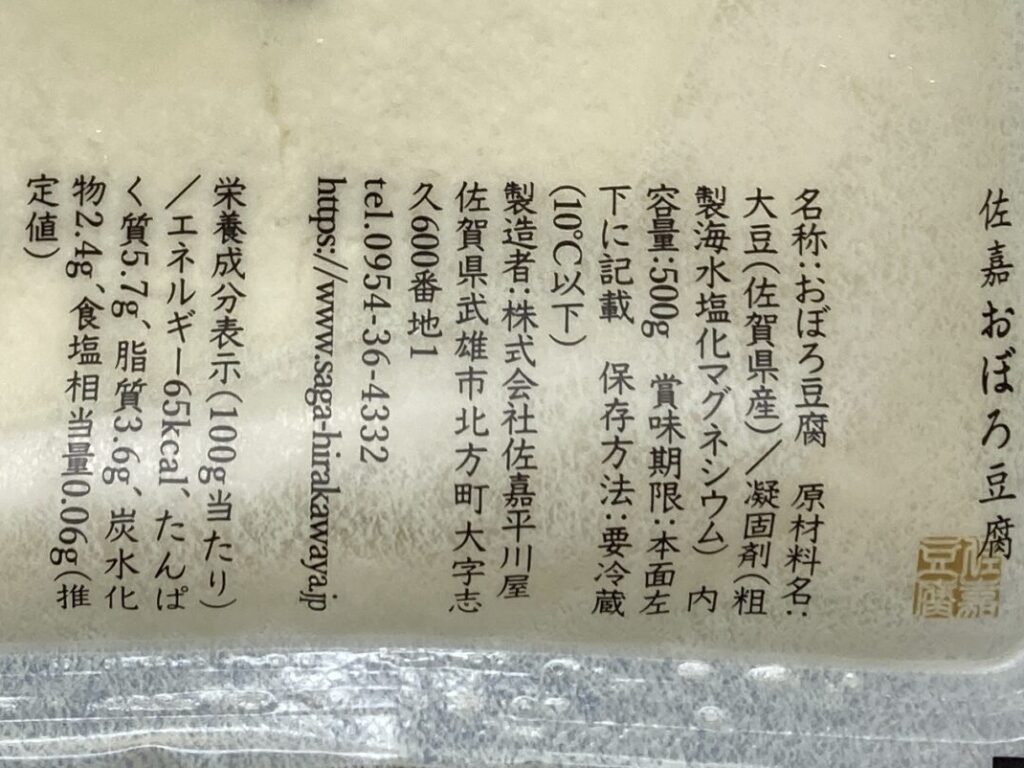 佐嘉おぼろ豆腐
佐嘉
豆腐
名称:おぼろ豆腐　原材料名:
大豆(佐賀県産)/凝固剤(粗
製海水塩化マグネシウム)　内
容量:500g　賞味期限:本面左
下に記載　保存方法:要冷蔵
(10℃以下)
製造者:株式会社佐嘉平川屋
佐賀県武雄市北方町大字志
久600番地1
tel.0954-36-4332
https://www.saga-hirakawaya.jp
栄養成分表示(100g当たり)
/エネルギー65kcal、たんぱ
く質5.7g、脂質3.6g、炭水化
物2.4g、食塩相当量0.06g(推
定値)